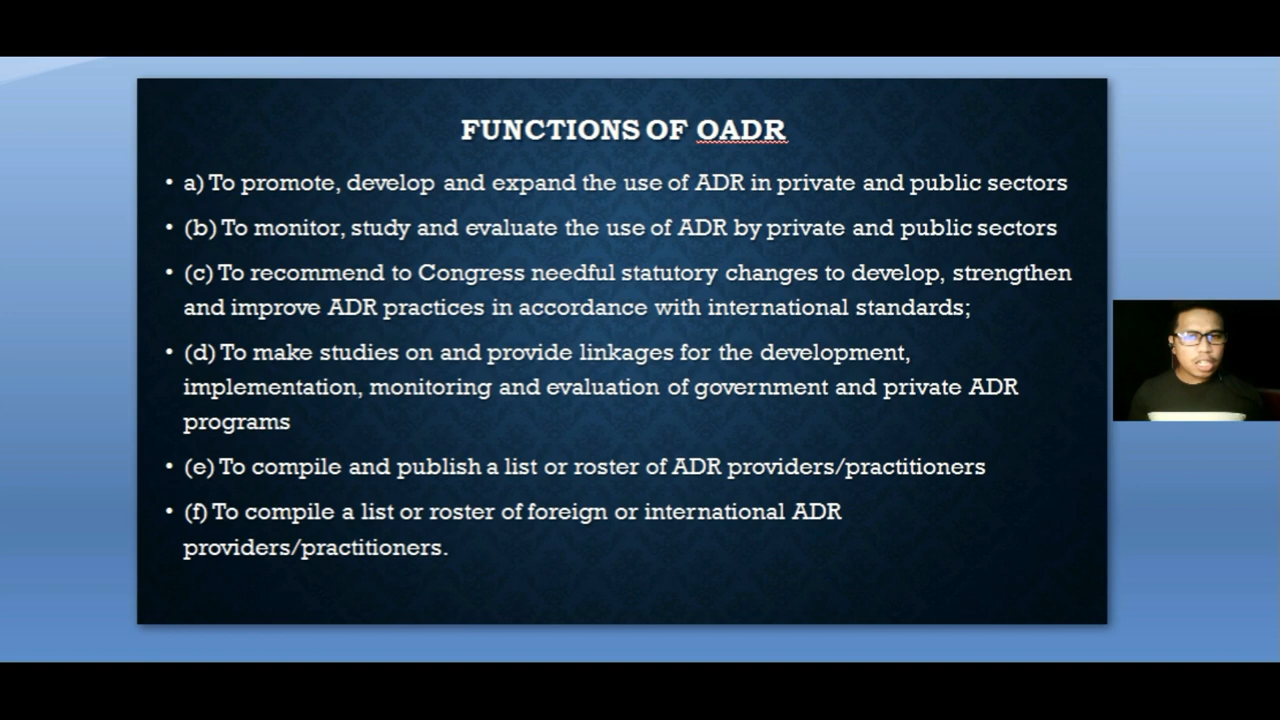 FUNCTIONS OF OADR
• a) To promote, develop and expand the use of ADR in private and public sectors
• (b) To monitor, study and evaluate the use of ADR by private and public sectors
• (c) To recommend to Congress needful statutory changes to develop, strengthen
and improve ADR practices in accordance with international standards;
• (d) To make studies on and provide linkages for the development,
implementation, monitoring and evaluation of government and private ADR
programs
• (e) To compile and publish a list or roster of ADR providers/practitioners
• (f) To compile a list or roster of foreign or international ADR
providers/practitioners.